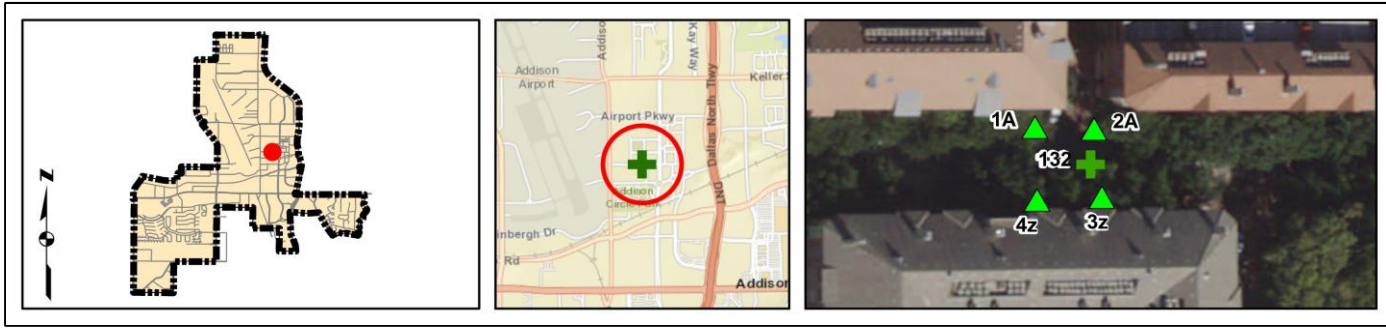 Z
Addison
Kay Way
Dallas North Tlwy
Keller S
Addison
Airport
Airport Pkwy
DNT
Addison
Circle Park
inbergh Dr
Rd
Addison
1A
2A
132
4z
3z